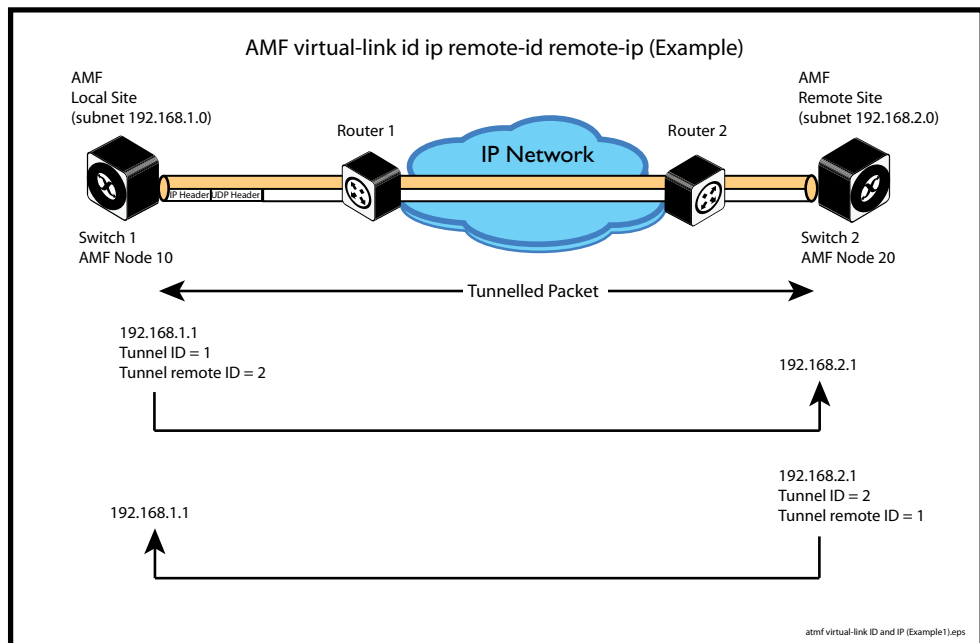 AMF virtual-link id ip remote-id remote-ip (Example)
AMF
Local Site
(subnet 192.168.1.0)
AMF
Remote Site
(subnet 192.168.2.0)
Router 1
Router 2
IP Network
IP Header
UDP Header
Switch 1
AMF Node 10
Switch 2
AMF Node 20
Tunnelled Packet
192.168.1.1
Tunnel ID = 1
Tunnel remote ID = 2
192.168.2.1
192.168.2.1
Tunnel ID = 2
Tunnel remote ID = 1
192.168.1.1
atmf virtual-link ID and IP (Example1).eps